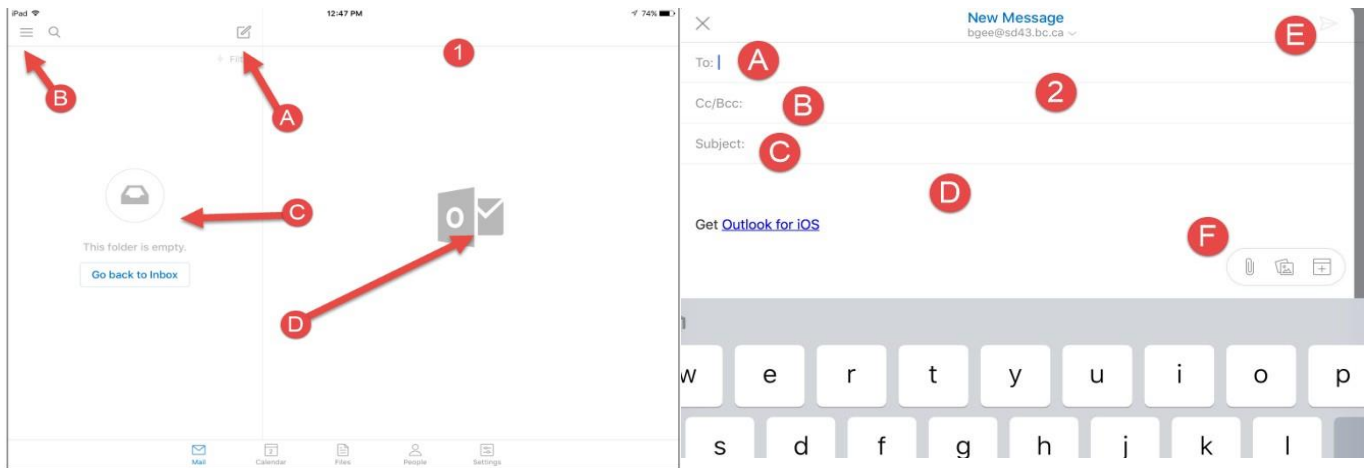 iPad
12:47 PM
74%
+ Filt
1
B
A
C
O
This folder is empty.
Go back to Inbox
D
Mail
Calendar
Files
People
Settings
New Message
bgee@sd43.bc.ca
E
To:
A
2
Cc/Bcc:
B
Subject:
C
D
Get Outlook for iOS
F
w e r t y u i o p
s d f g h j k l